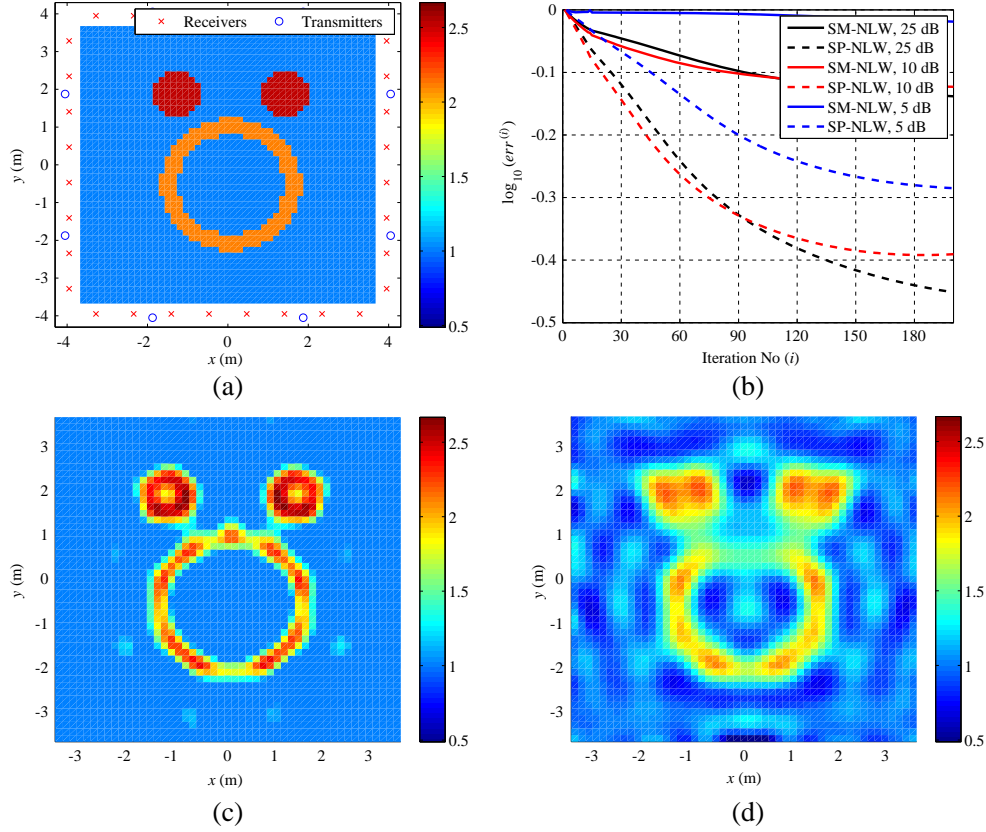 × Receivers ○ Transmitters
4
3
2
1
0
-1
-2
-3
-4
y (m)
-4 -2 0 2 4
x (m)
2.5
2
1.5
1
0.5
(a)
0
-0.1
-0.2
-0.3
-0.4
-0.5
log10(err(i))
0 30 60 90 120 150 180
Iteration No (i)
SM-NLW, 25 dB
SP-NLW, 25 dB
SM-NLW, 10 dB
SP-NLW, 10 dB
SM-NLW, 5 dB
SP-NLW, 5 dB
(b)
3
2
1
0
-1
-2
-3
y (m)
-3 -2 -1 0 1 2 3
x (m)
2.5
2
1.5
1
0.5
(c)
3
2
1
0
-1
-2
-3
y (m)
-3 -2 -1 0 1 2 3
x (m)
2.5
2
1.5
1
0.5
(d)